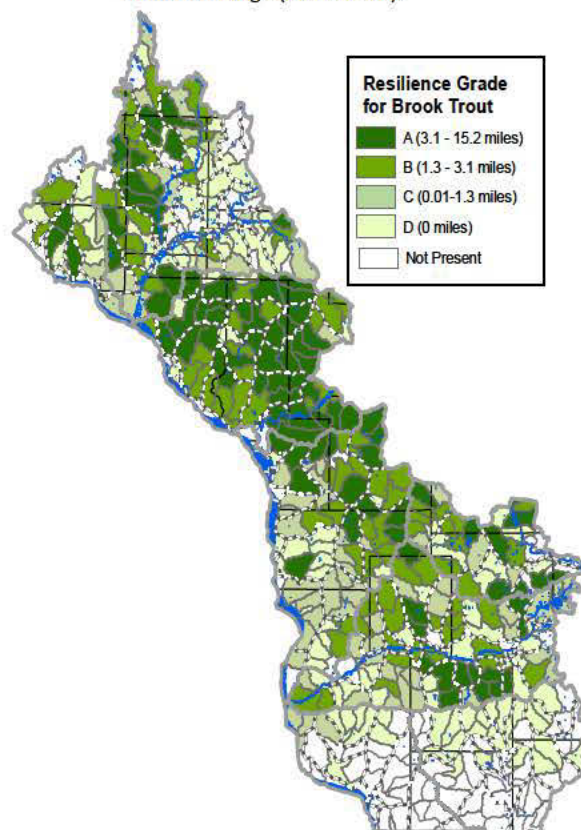 Resilience Grade
for Brook Trout
A (3.1 - 15.2 miles)
B (1.3 - 3.1 miles)
C (0.01-1.3 miles)
D (0 miles)
Not Present